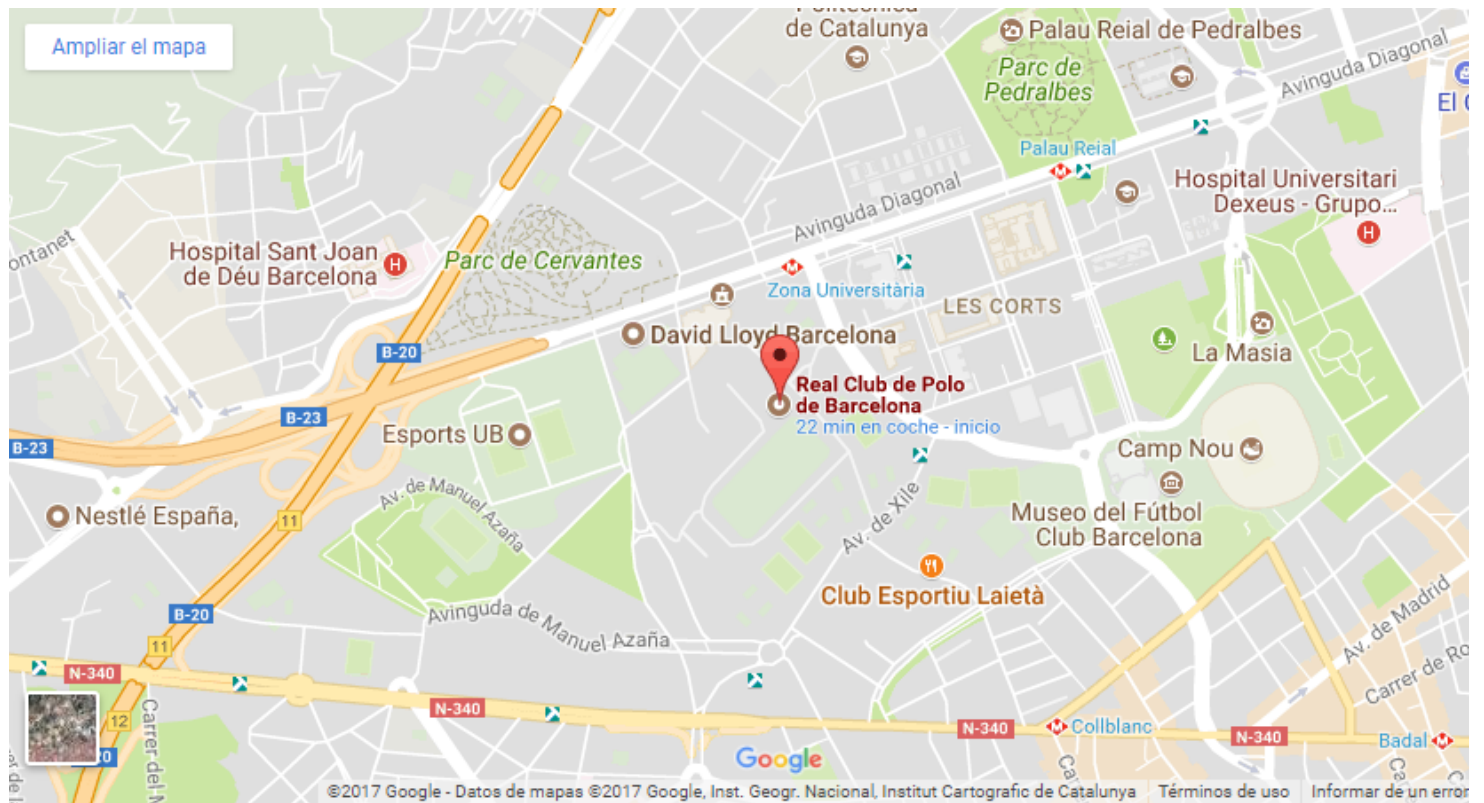 Ampliar el mapa
de Catalunya
Palau Reial de Pedralbes
Parc de
Pedralbes
Avinguda Diagonal
Palau Reial
Avinguda Diagonal
Hospital Universitari
Dexeus - Grupo...
H
ontanet
Hospital Sant Joan
de Déu Barcelona
H
Parc de Cervantes
M
M
Zona Universitària
LES CORTS
David Lloyd Barcelona
La Masia
B-20
Real Club de Polo
de Barcelona
22 min en coche - inicio
B-23
B-23
Esports UB
Camp Nou
Av. de Manuel Azaña
Nestlé España,
11
Av. de Xile
Museo del Fútbol
Club Barcelona
Club Esportiu Laietà
B-20
Avinguda de Manuel Azaña
11
Av. de Madrid
N-340
Carrer de Ro
N-340
12
Carrer del M
N-340
M
Collblanc
N-340
Badal
M
Google
©2017 Google - Datos de mapas ©2017 Google, Inst. Geogr. Nacional, Institut Cartografic de Catalunya
Términos de uso
Informar de un error